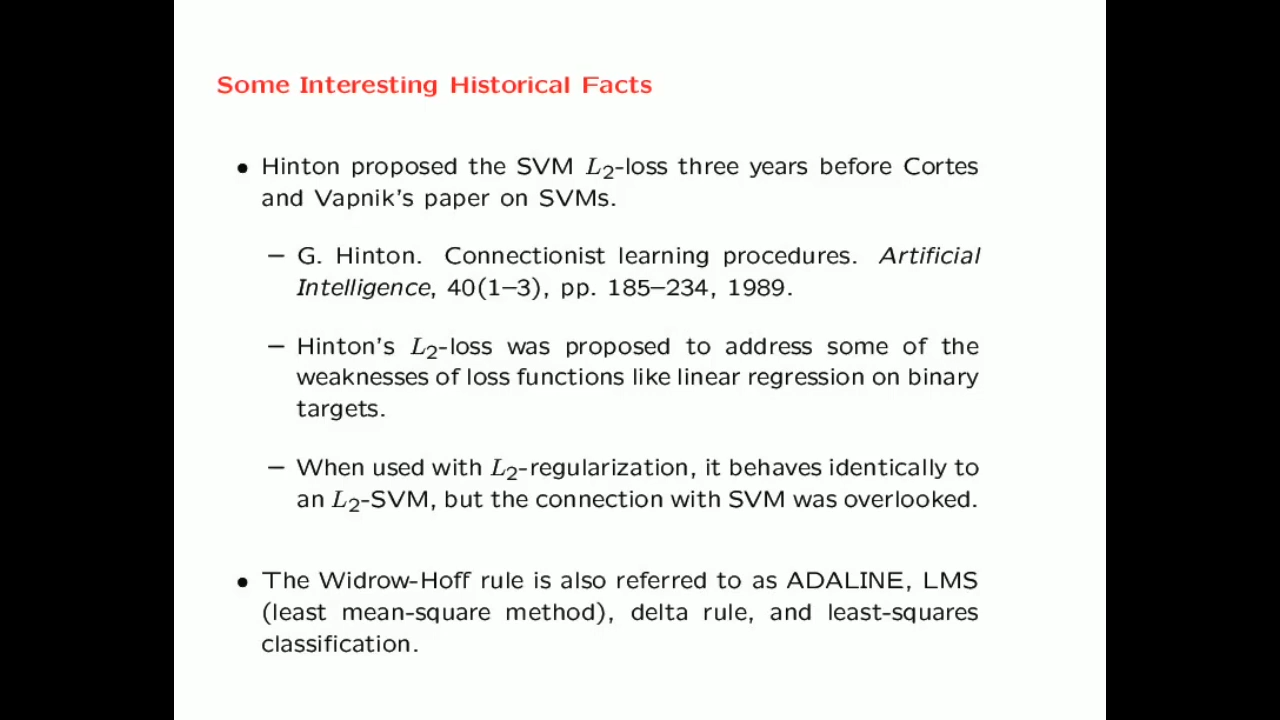 Some Interesting Historical Facts
• Hinton proposed the SVM L2-loss three years before Cortes
and Vapnik's paper on SVMs.
– G. Hinton. Connectionist learning procedures. Artificial
Intelligence, 40(1–3), pp. 185–234, 1989.
– Hinton's L2-loss was proposed to address some of the
weaknesses of loss functions like linear regression on binary
targets.
– When used with L2-regularization, it behaves identically to
an L2-SVM, but the connection with SVM was overlooked.
• The Widrow-Hoff rule is also referred to as ADALINE, LMS
(least mean-square method), delta rule, and least-squares
classification.